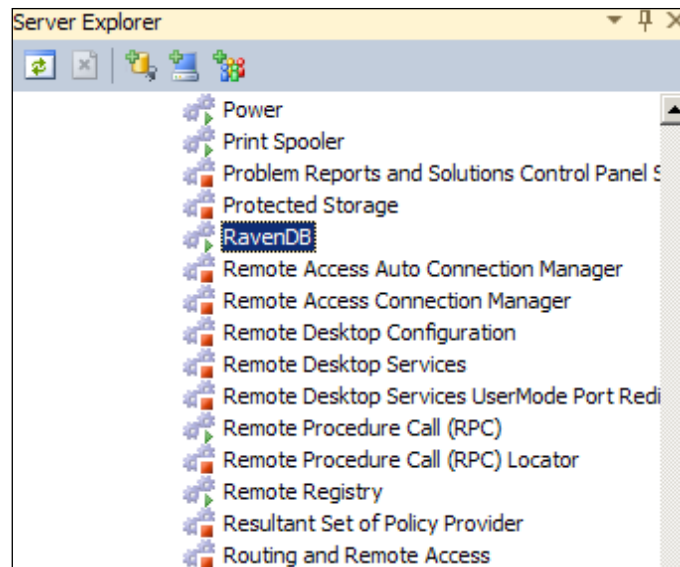 Server Explorer
Power
Print Spooler
Problem Reports and Solutions Control Panel S
Protected Storage
RavenDB
Remote Access Auto Connection Manager
Remote Access Connection Manager
Remote Desktop Configuration
Remote Desktop Services
Remote Desktop Services UserMode Port Redi
Remote Procedure Call (RPC)
Remote Procedure Call (RPC) Locator
Remote Registry
Resultant Set of Policy Provider
Routing and Remote Access